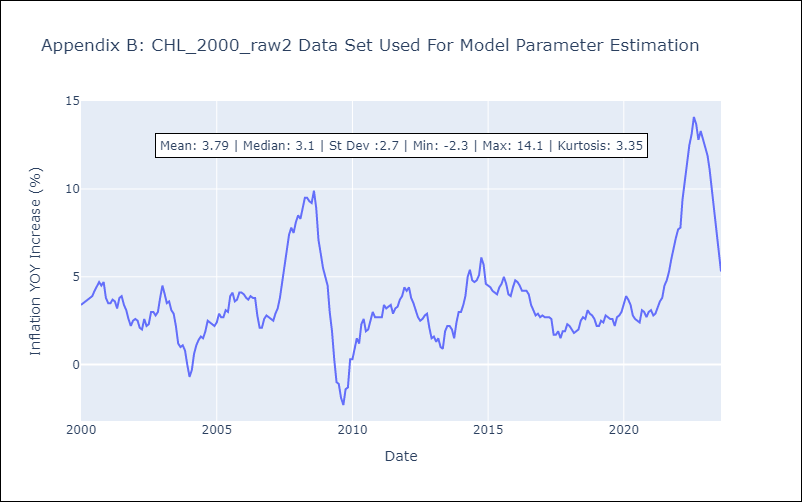 Appendix B: CHL_2000_raw2 Data Set Used For Model Parameter Estimation
Mean: 3.79 | Median: 3.1 | St Dev :2.7 | Min: -2.3 | Max: 14.1 | Kurtosis: 3.35
Inflation YOY Increase (%)
15
10
5
0
2000
2005
2010
2015
2020
Date